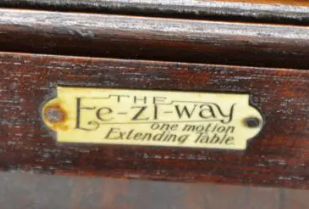 THE
Ee-zi-way
one motion
Extending Table.